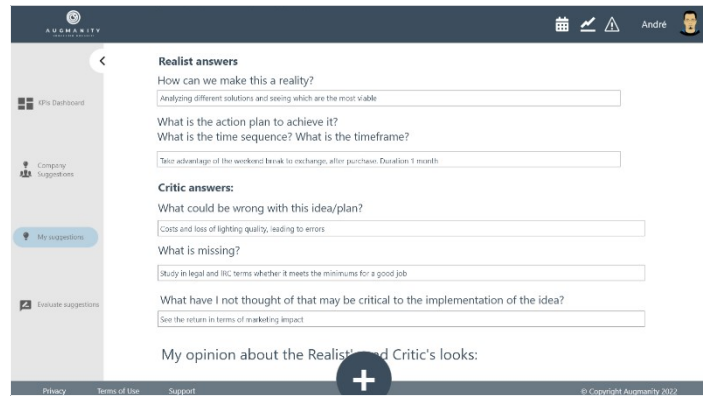 AUGMANITY
André
Realist answers
How can we make this a reality?
Analyzing different solutions and seeing which are the most viable
KPIs Dashboard
What is the action plan to achieve it?
What is the time sequence? What is the timeframe?
Take advantage of the weekend break to exchange, after purchase. Duration 1 month
Company
Suggestions
Critic answers:
What could be wrong with this idea/plan?
Costs and loss of lighting quality, leading to errors
My suggestions
What is missing?
Study in legal and IRC terms whether it meets the minimums for a good job
What have I not thought of that may be critical to the implementation of the idea?
Evaluate suggestions
See the return in terms of marketing impact
My opinion about the Realist's and Critic's looks:
Privacy
Terms of Use
Support
© Copyright Augmanity 2022